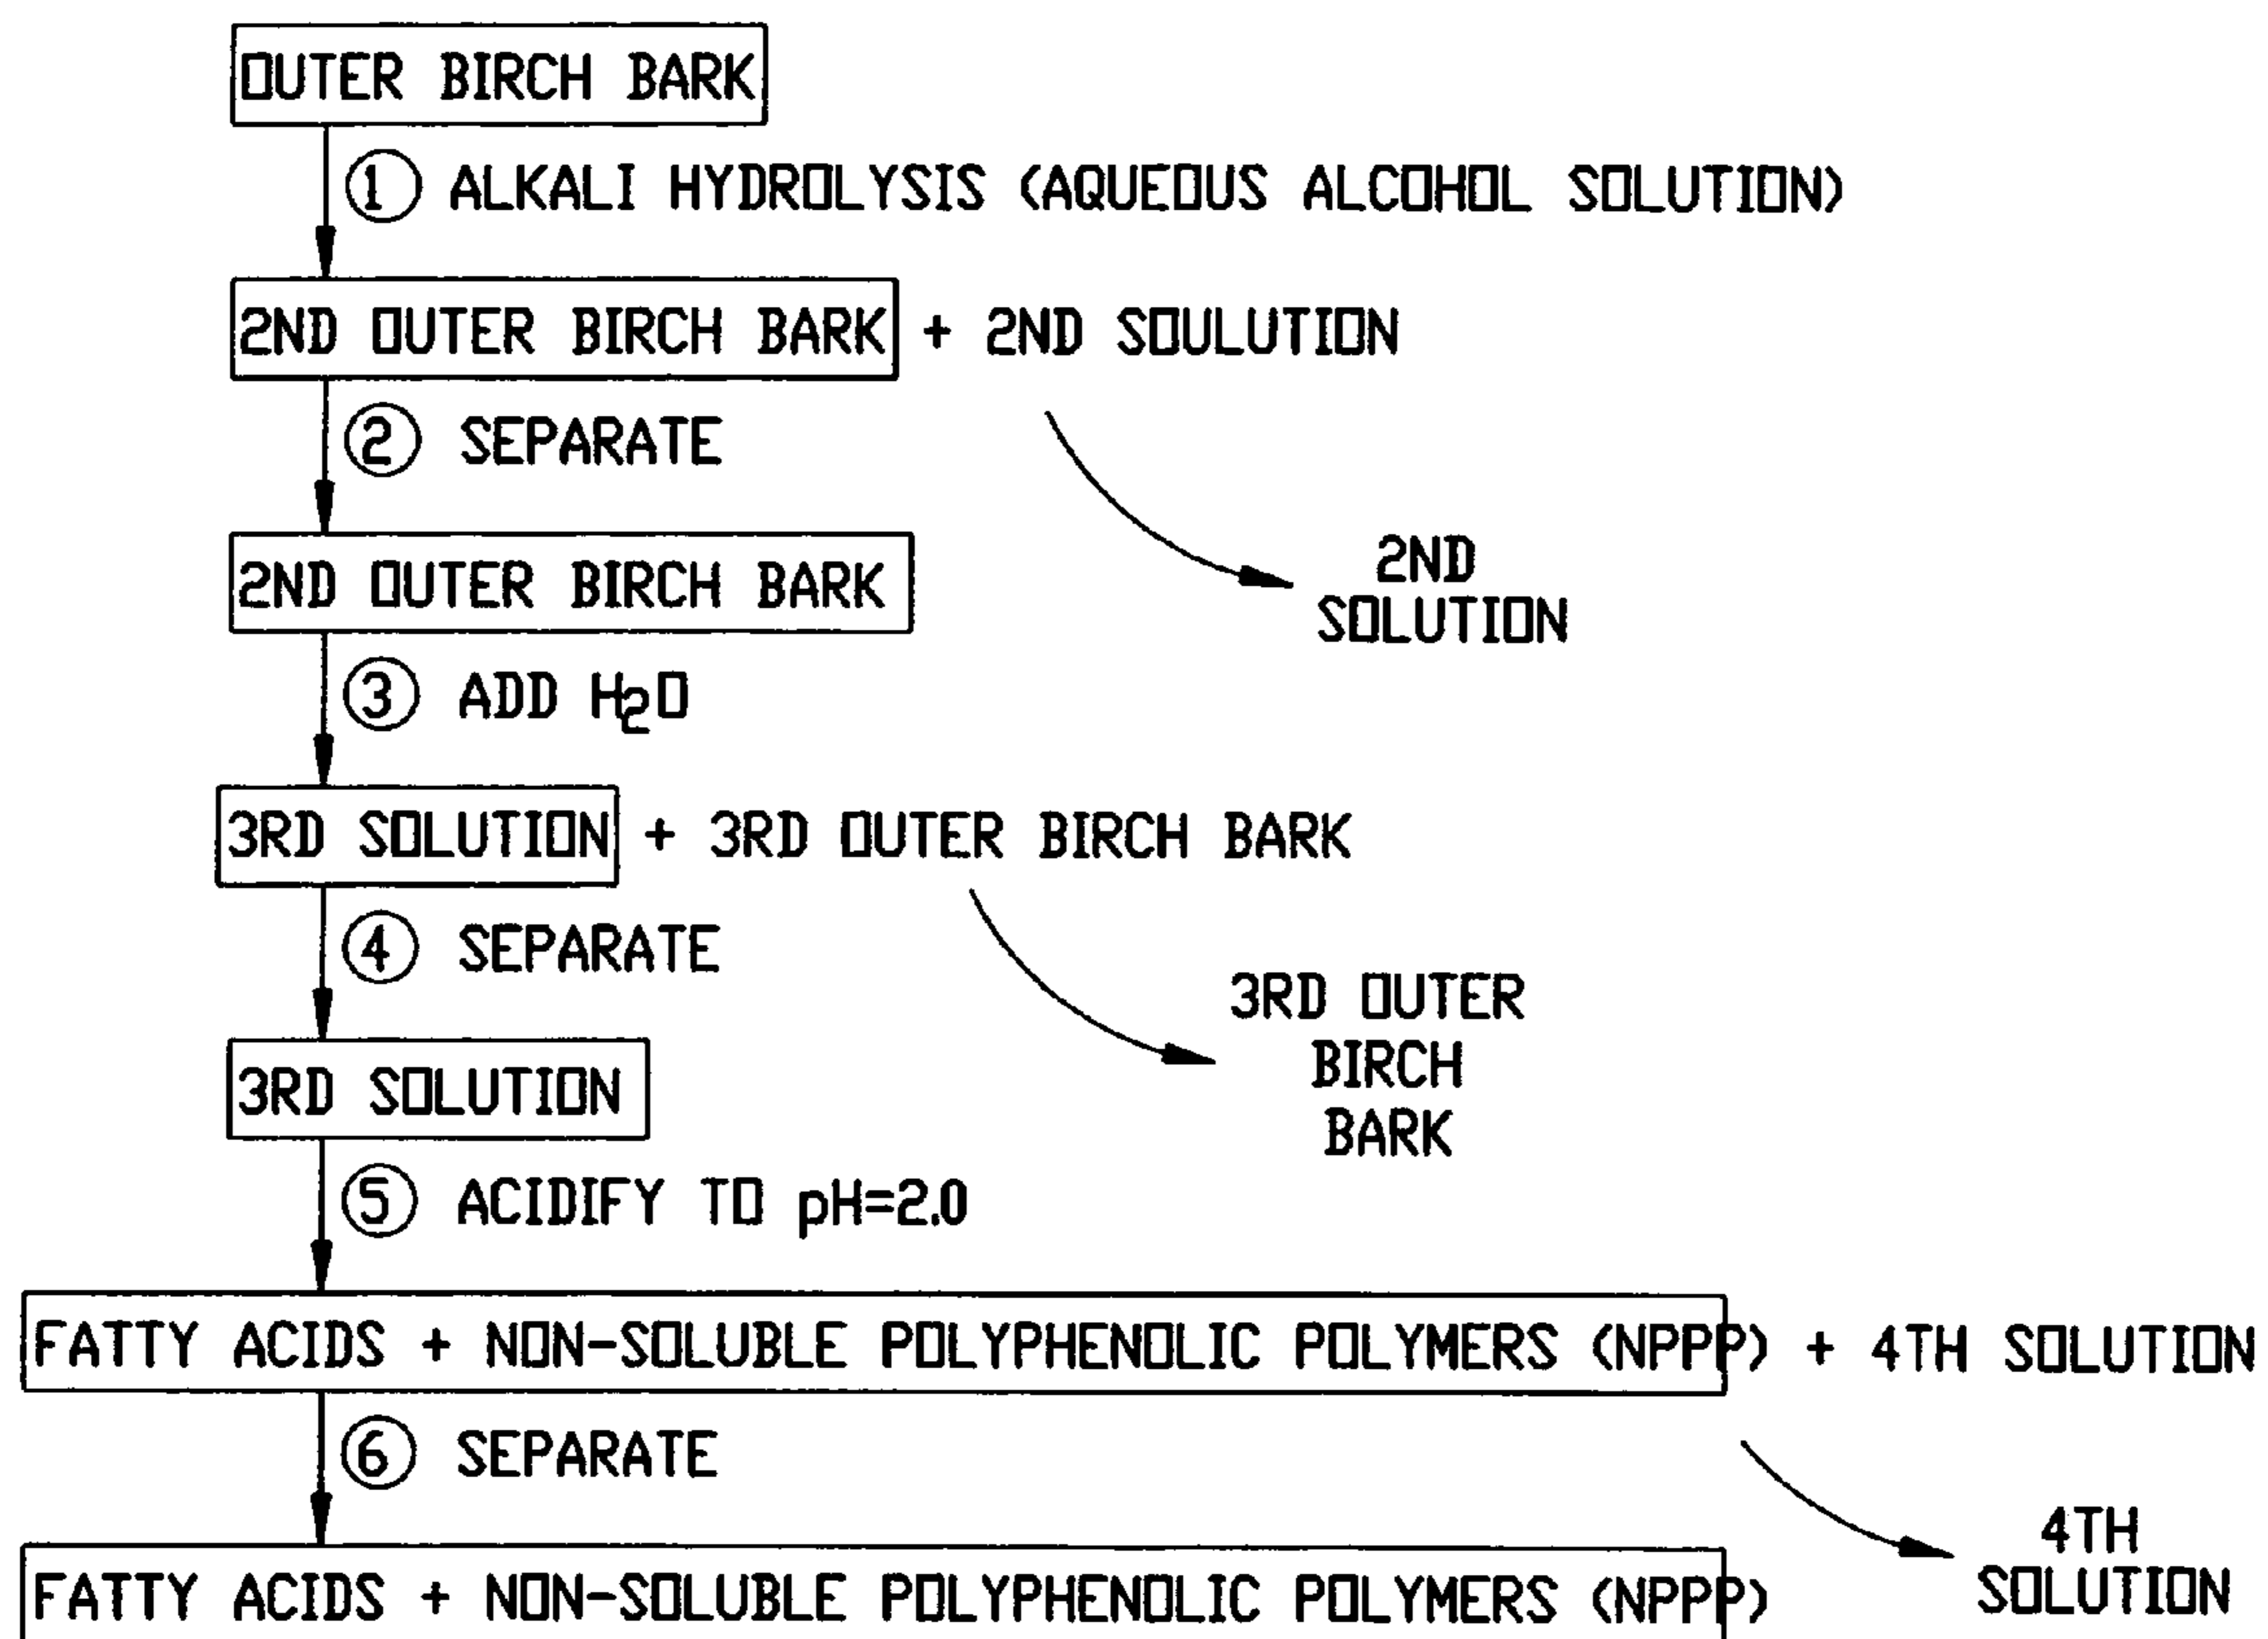 OUTER BIRCH BARK
① ALKALI HYDROLYSIS (AQUEOUS ALCOHOL SOLUTION)
2ND OUTER BIRCH BARK + 2ND SOULUTION
② SEPARATE
2ND
SOLUTION
2ND OUTER BIRCH BARK
③ ADD H₂O
3RD SOLUTION + 3RD OUTER BIRCH BARK
④ SEPARATE
3RD OUTER
BIRCH
BARK
3RD SOLUTION
⑤ ACIDIFY TO pH=2.0
FATTY ACIDS + NON-SOLUBLE POLYPHENOLIC POLYMERS (NPPP) + 4TH SOLUTION
⑥ SEPARATE
4TH
SOLUTION
FATTY ACIDS + NON-SOLUBLE POLYPHENOLIC POLYMERS (NPPP)